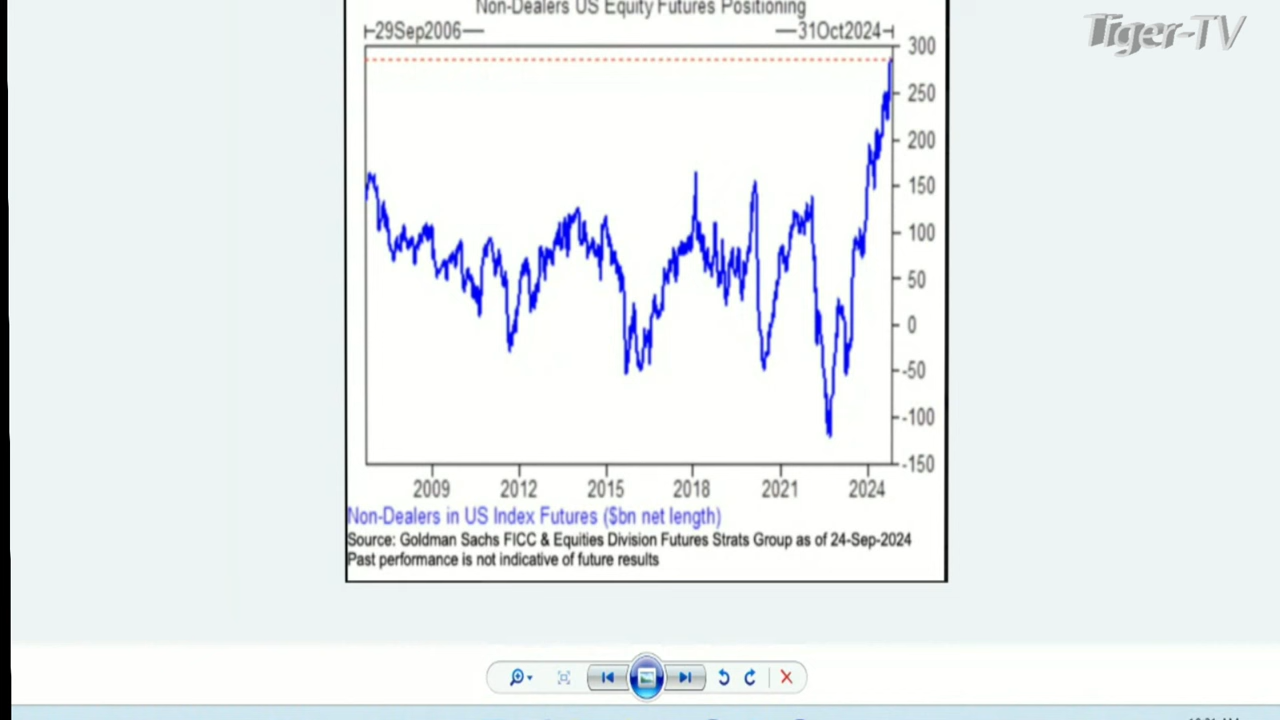 Non-Dealers US Equity Futures Positioning
Tiger-TV
29Sep2006
31Oct2024
300
250
200
150
100
50
0
-50
-100
-150
2009 2012 2015 2018 2021 2024
Non-Dealers in US Index Futures ($bn net length)
Source: Goldman Sachs FICC & Equities Division Futures Strats Group as of 24-Sep-2024
Past performance is not indicative of future results